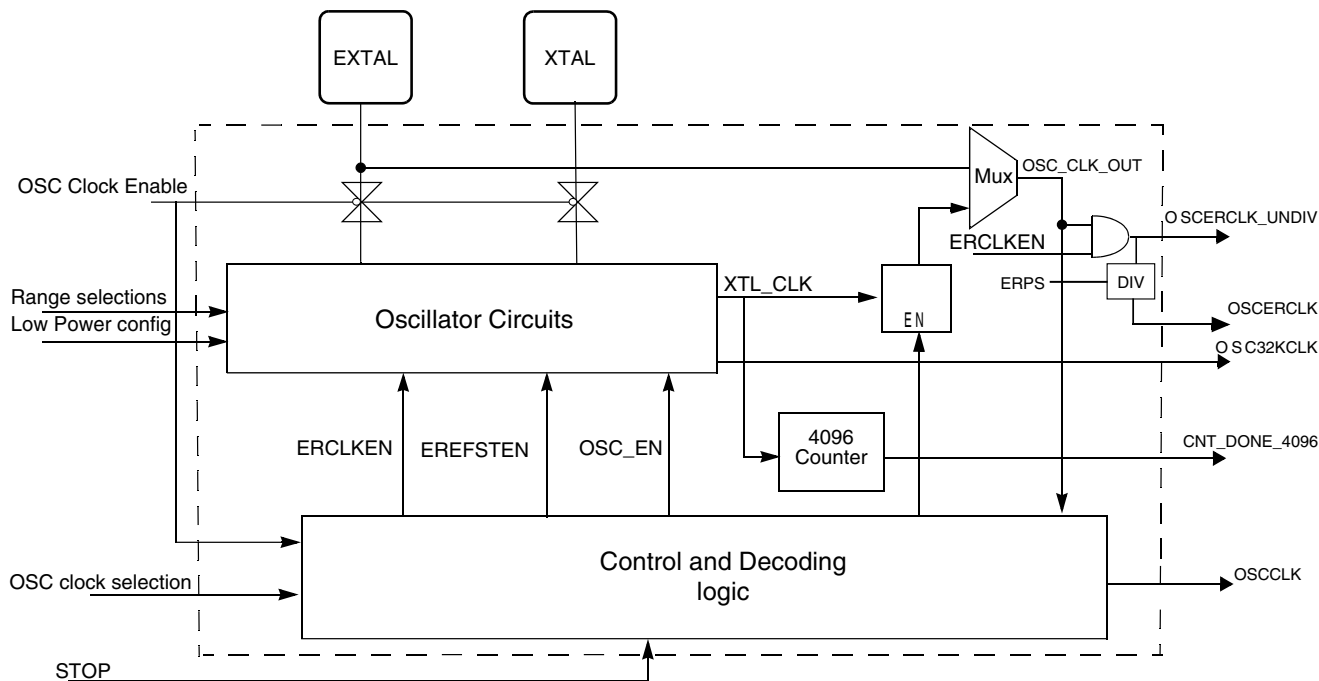 EXTAL
XTAL
OSC Clock Enable
Mux
OSC_CLK_OUT
OSCERCLK_UNDIV
ERCLKEN
Range selections
Low Power config
Oscillator Circuits
XTL_CLK
EN
ERPS
DIV
OSCERCLK
OSC32KCLK
ERCLKEN
EREFSTEN
OSC_EN
4096
Counter
CNT_DONE_4096
Control and Decoding
logic
OSC clock selection
OSCCLK
STOP